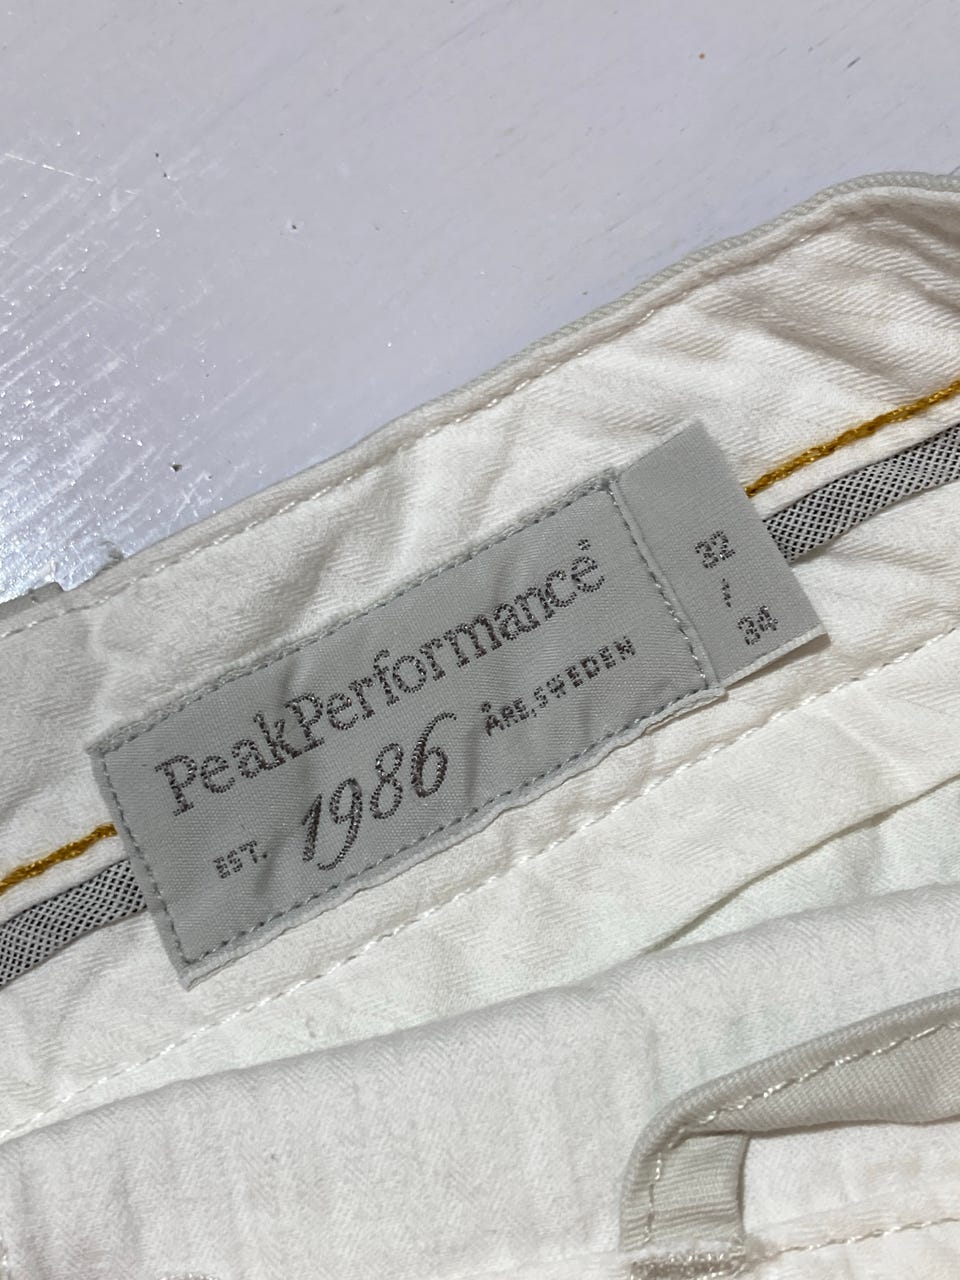 PeakPerformance®
EST. 1986 ÅRE, SWEDEN
32
/
34